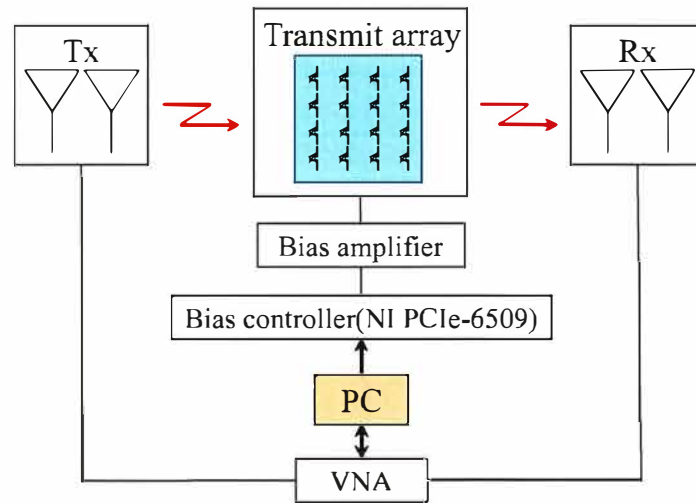 Tx
Transmit array
Rx
Bias amplifier
Bias controller(NI PCIe-6509)
PC
VNA